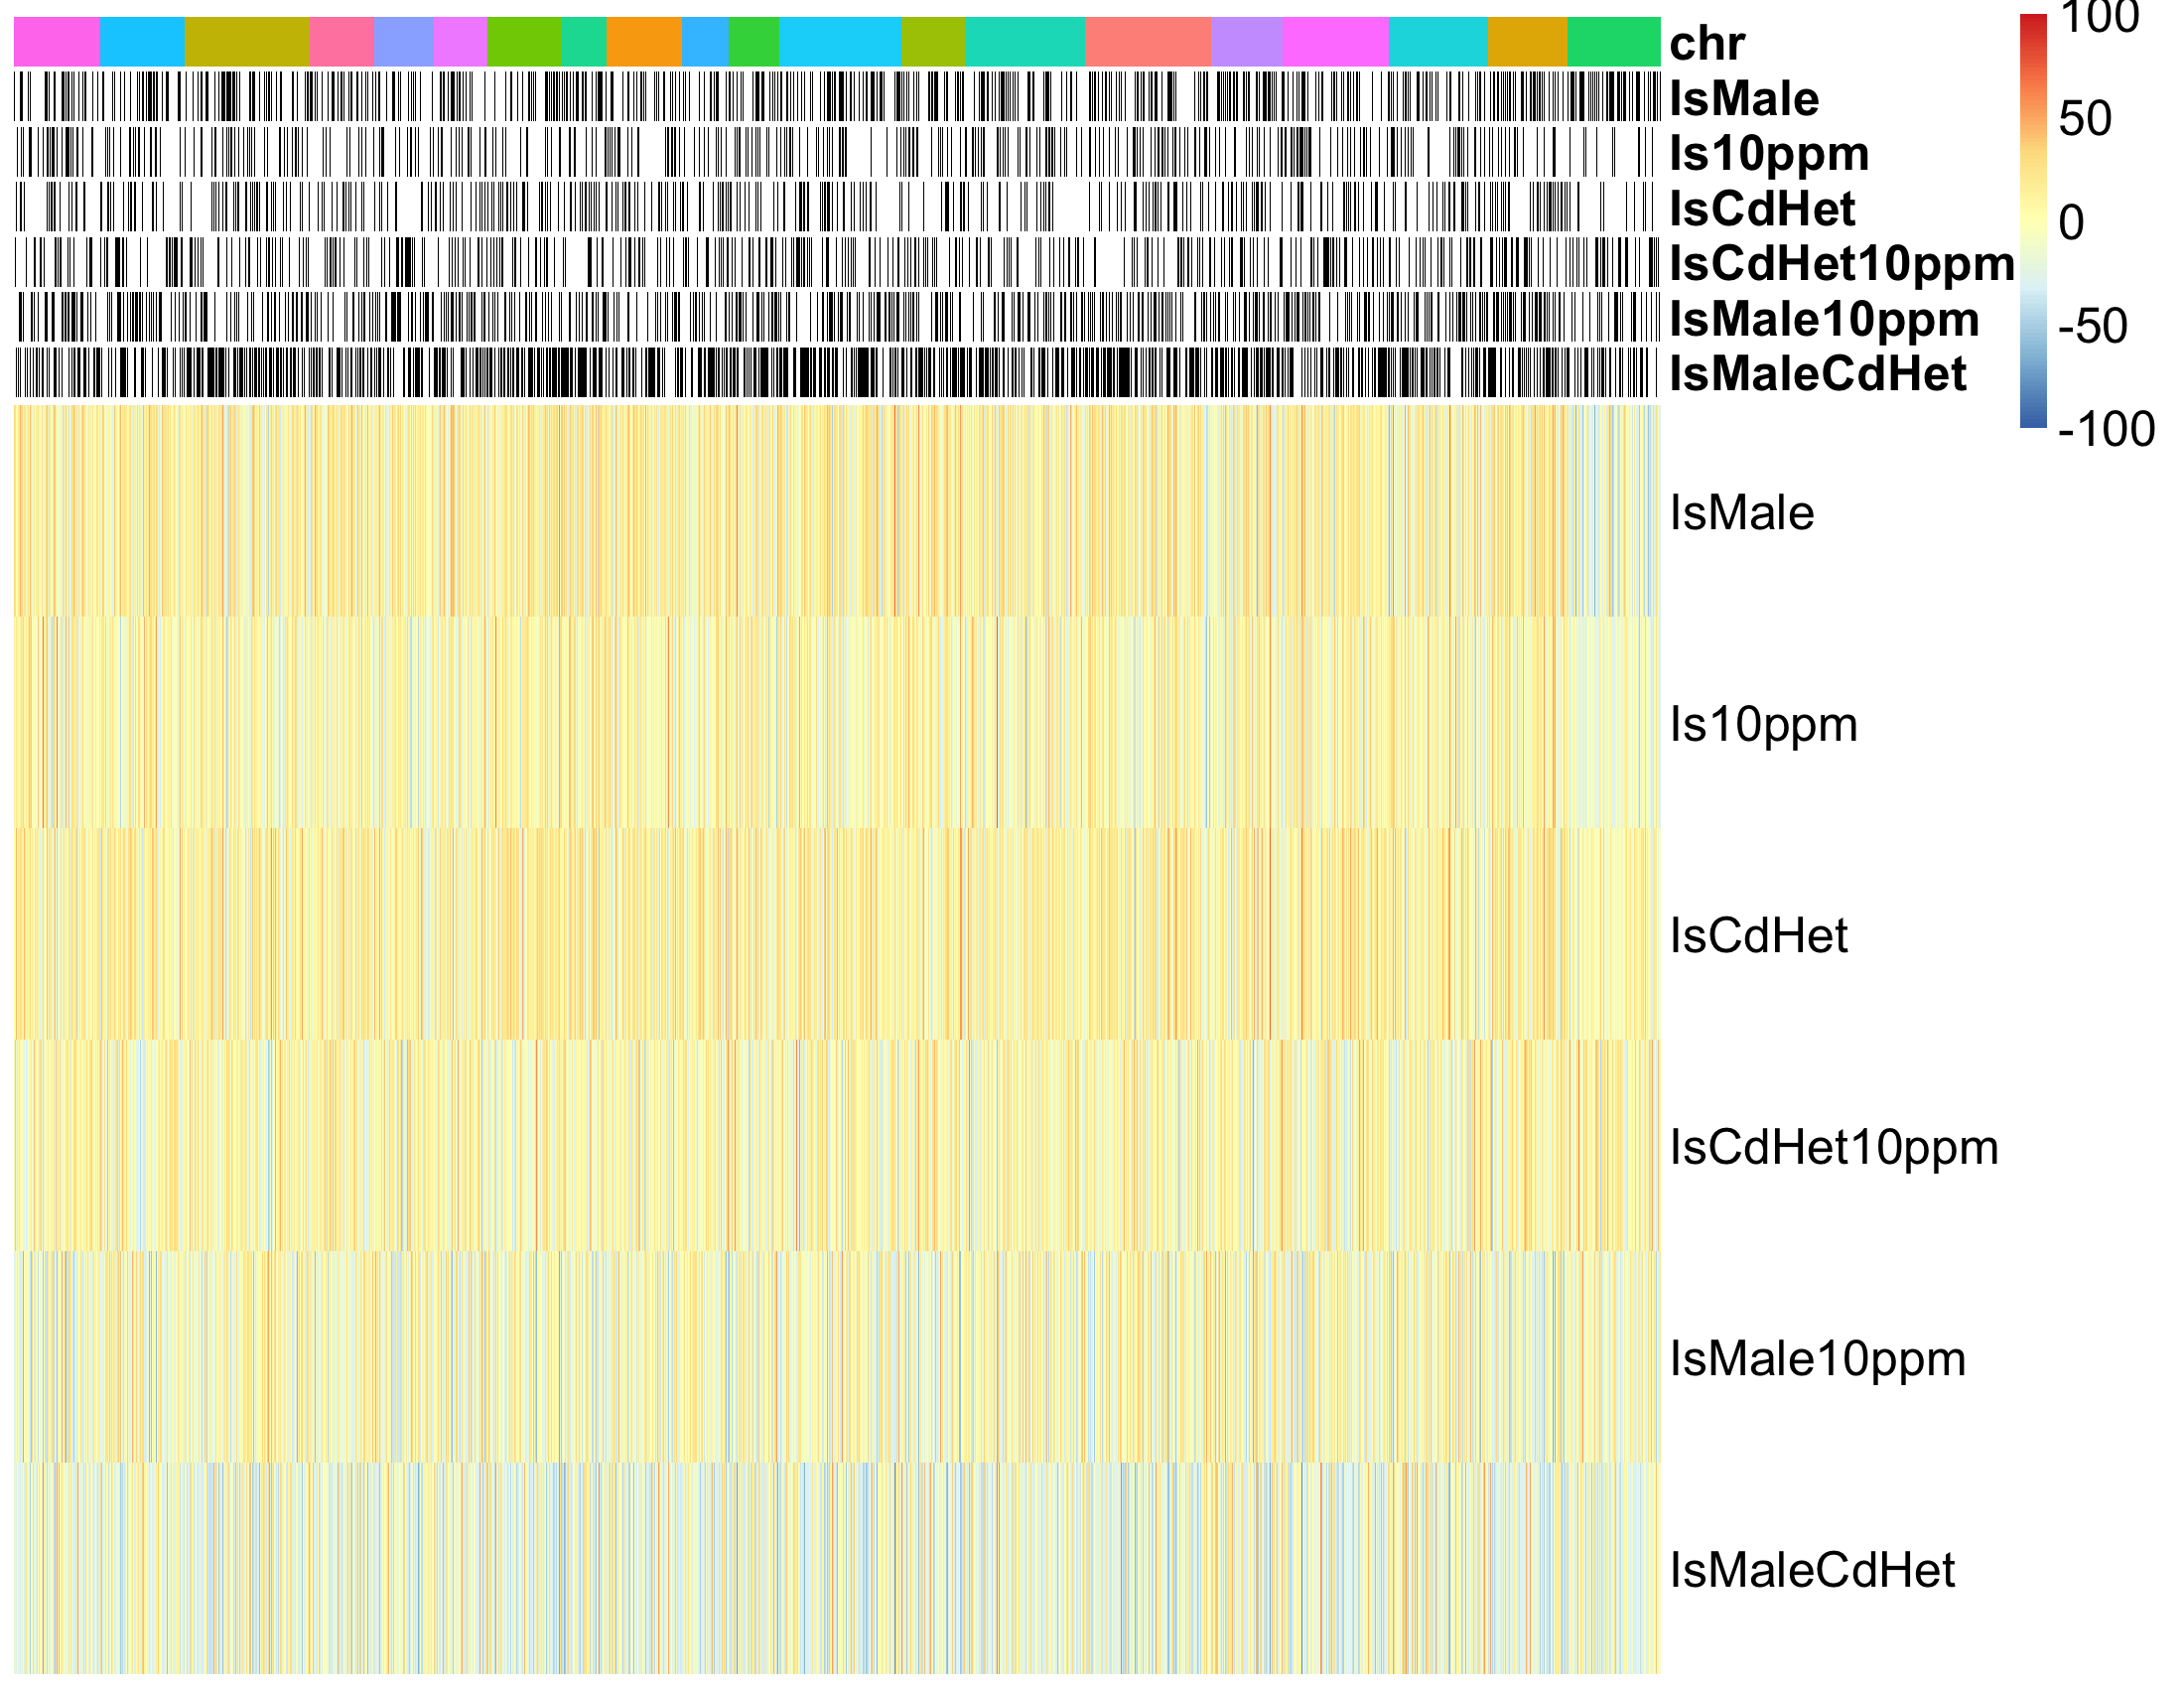 chr
IsMale
Is10ppm
IsCdHet
IsCdHet10ppm
IsMale10ppm
IsMaleCdHet
100
50
0
-50
-100
IsMale
Is10ppm
IsCdHet
IsCdHet10ppm
IsMale10ppm
IsMaleCdHet